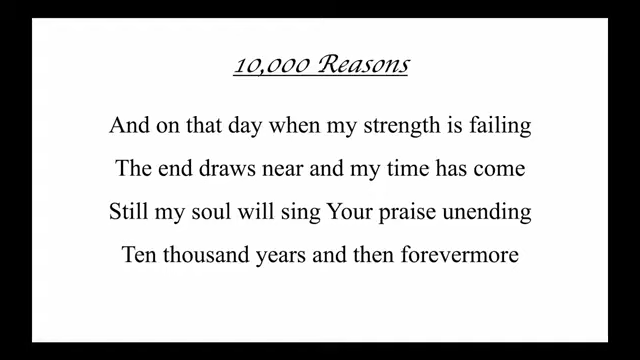 10,000 Reasons
And on that day when my strength is failing
The end draws near and my time has come
Still my soul will sing Your praise unending
Ten thousand years and then forevermore